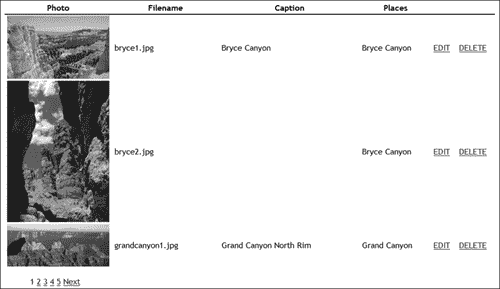 Photo Filename Caption Places
bryce1.jpg Bryce Canyon Bryce Canyon EDIT DELETE
bryce2.jpg Bryce Canyon EDIT DELETE
grandcanyon1.jpg Grand Canyon North Rim Grand Canyon EDIT DELETE
1 2 3 4 5 Next